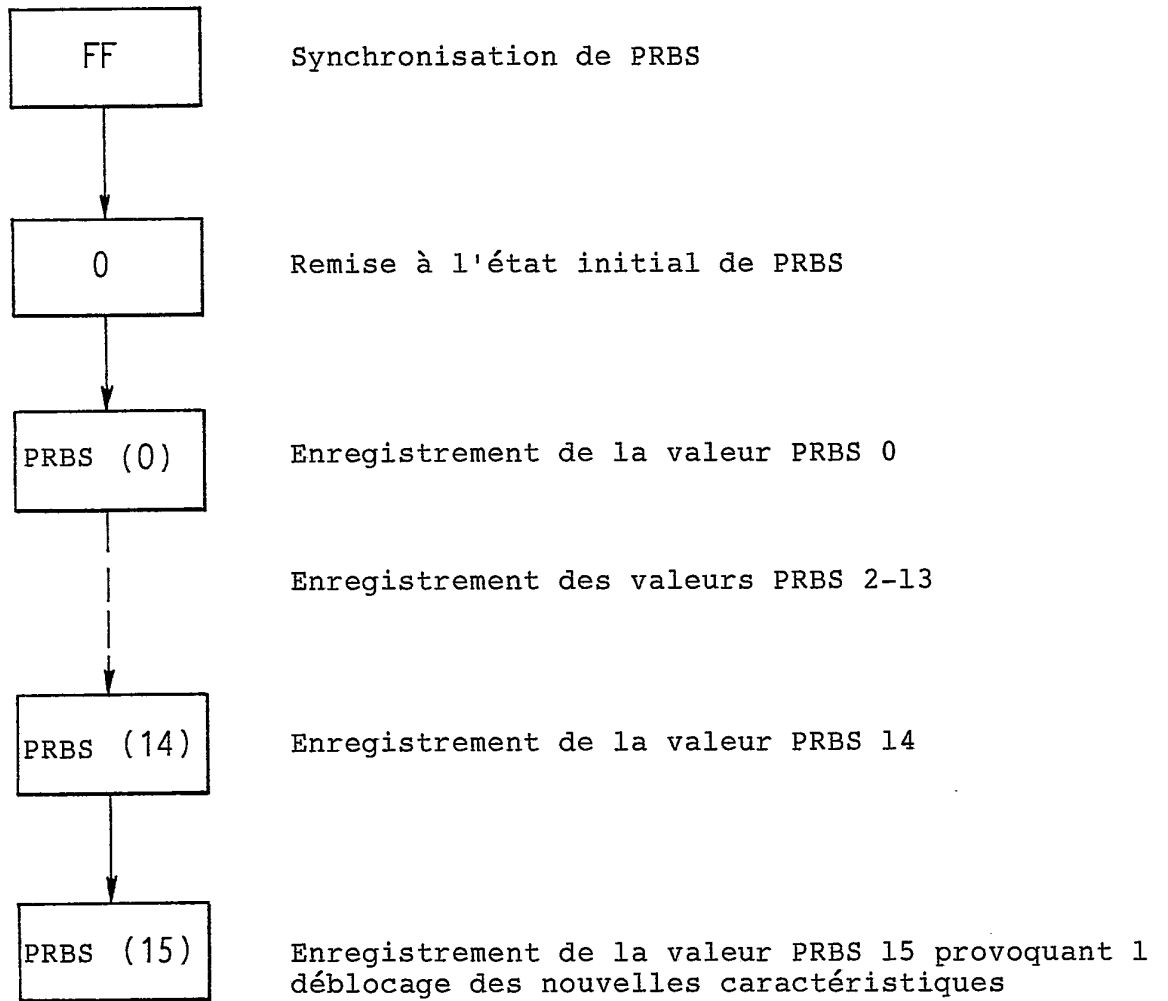 FF Synchronisation de PRBS
0 Remise à l'état initial de PRBS
PRBS (0) Enregistrement de la valeur PRBS 0
Enregistrement des valeurs PRBS 2-13
PRBS (14) Enregistrement de la valeur PRBS 14
PRBS (15) Enregistrement de la valeur PRBS 15 provoquant l
déblocage des nouvelles caractéristiques